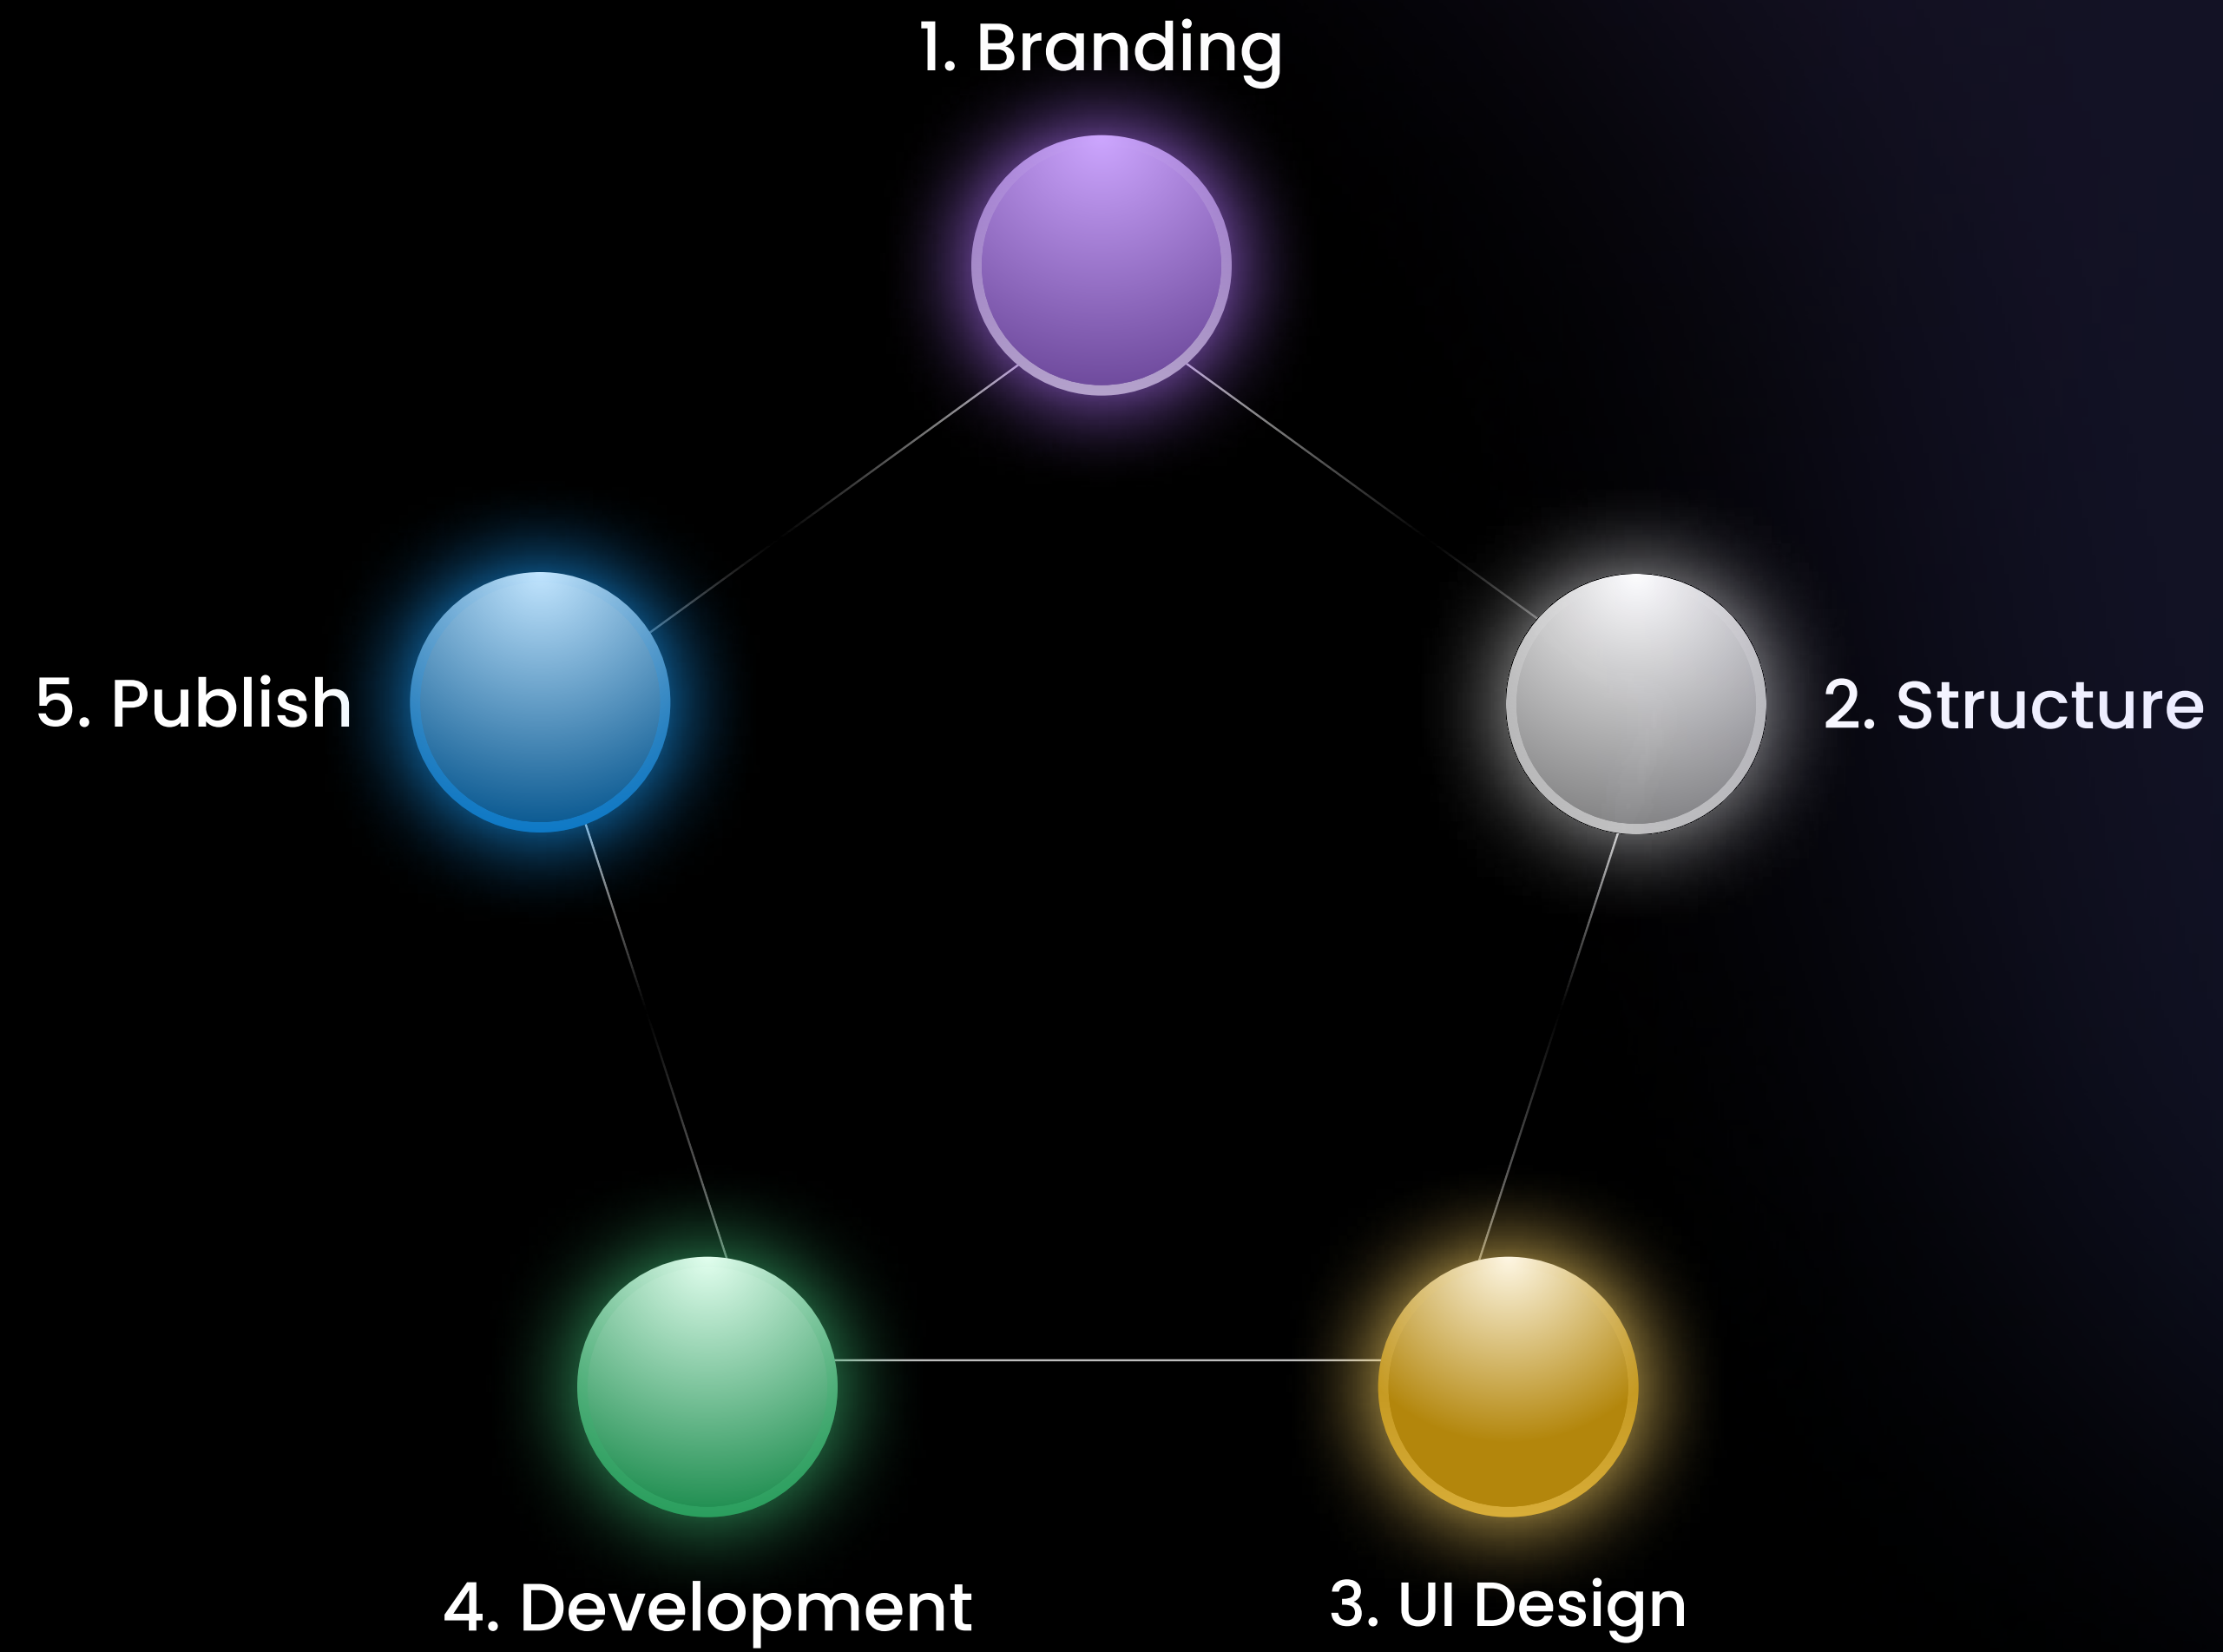 1. Branding
2. Structure
3. UI Design
4. Development
5. Publish